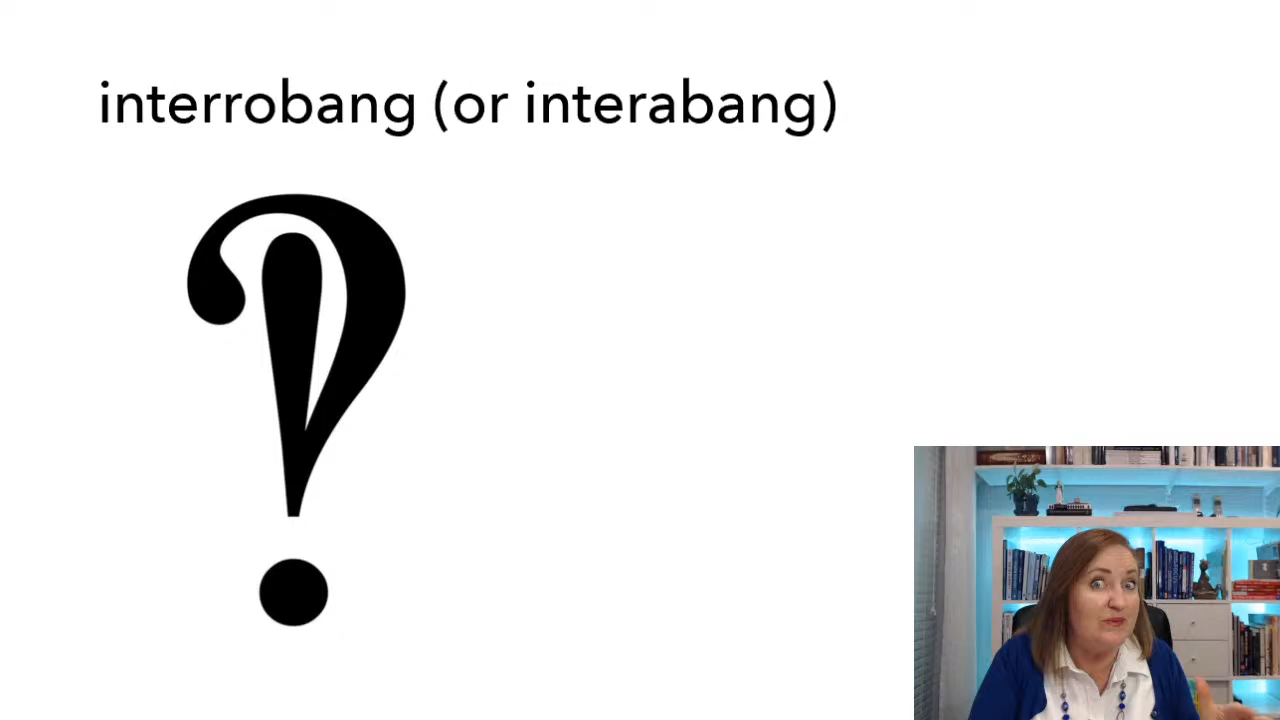 interrobang (or interabang)
‽